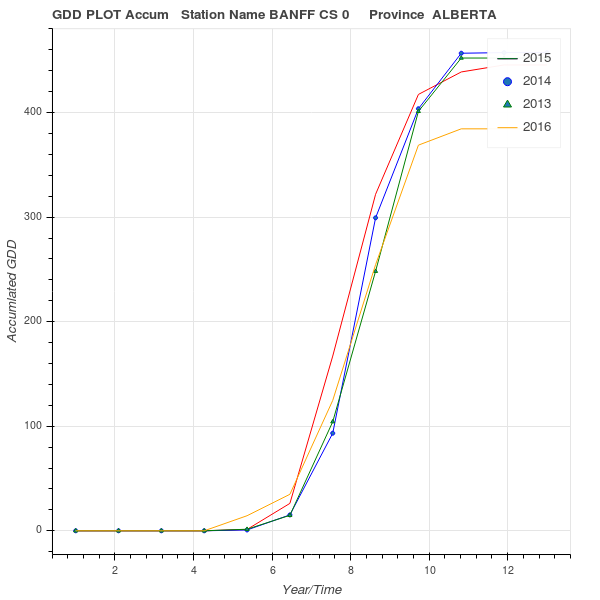 GDD PLOT Accum   Station Name BANFF CS 0     Province  ALBERTA
2015
2014
2013
2016
400
300
200
100
0
Accumlated GDD
2 4 6 8 10 12
Year/Time